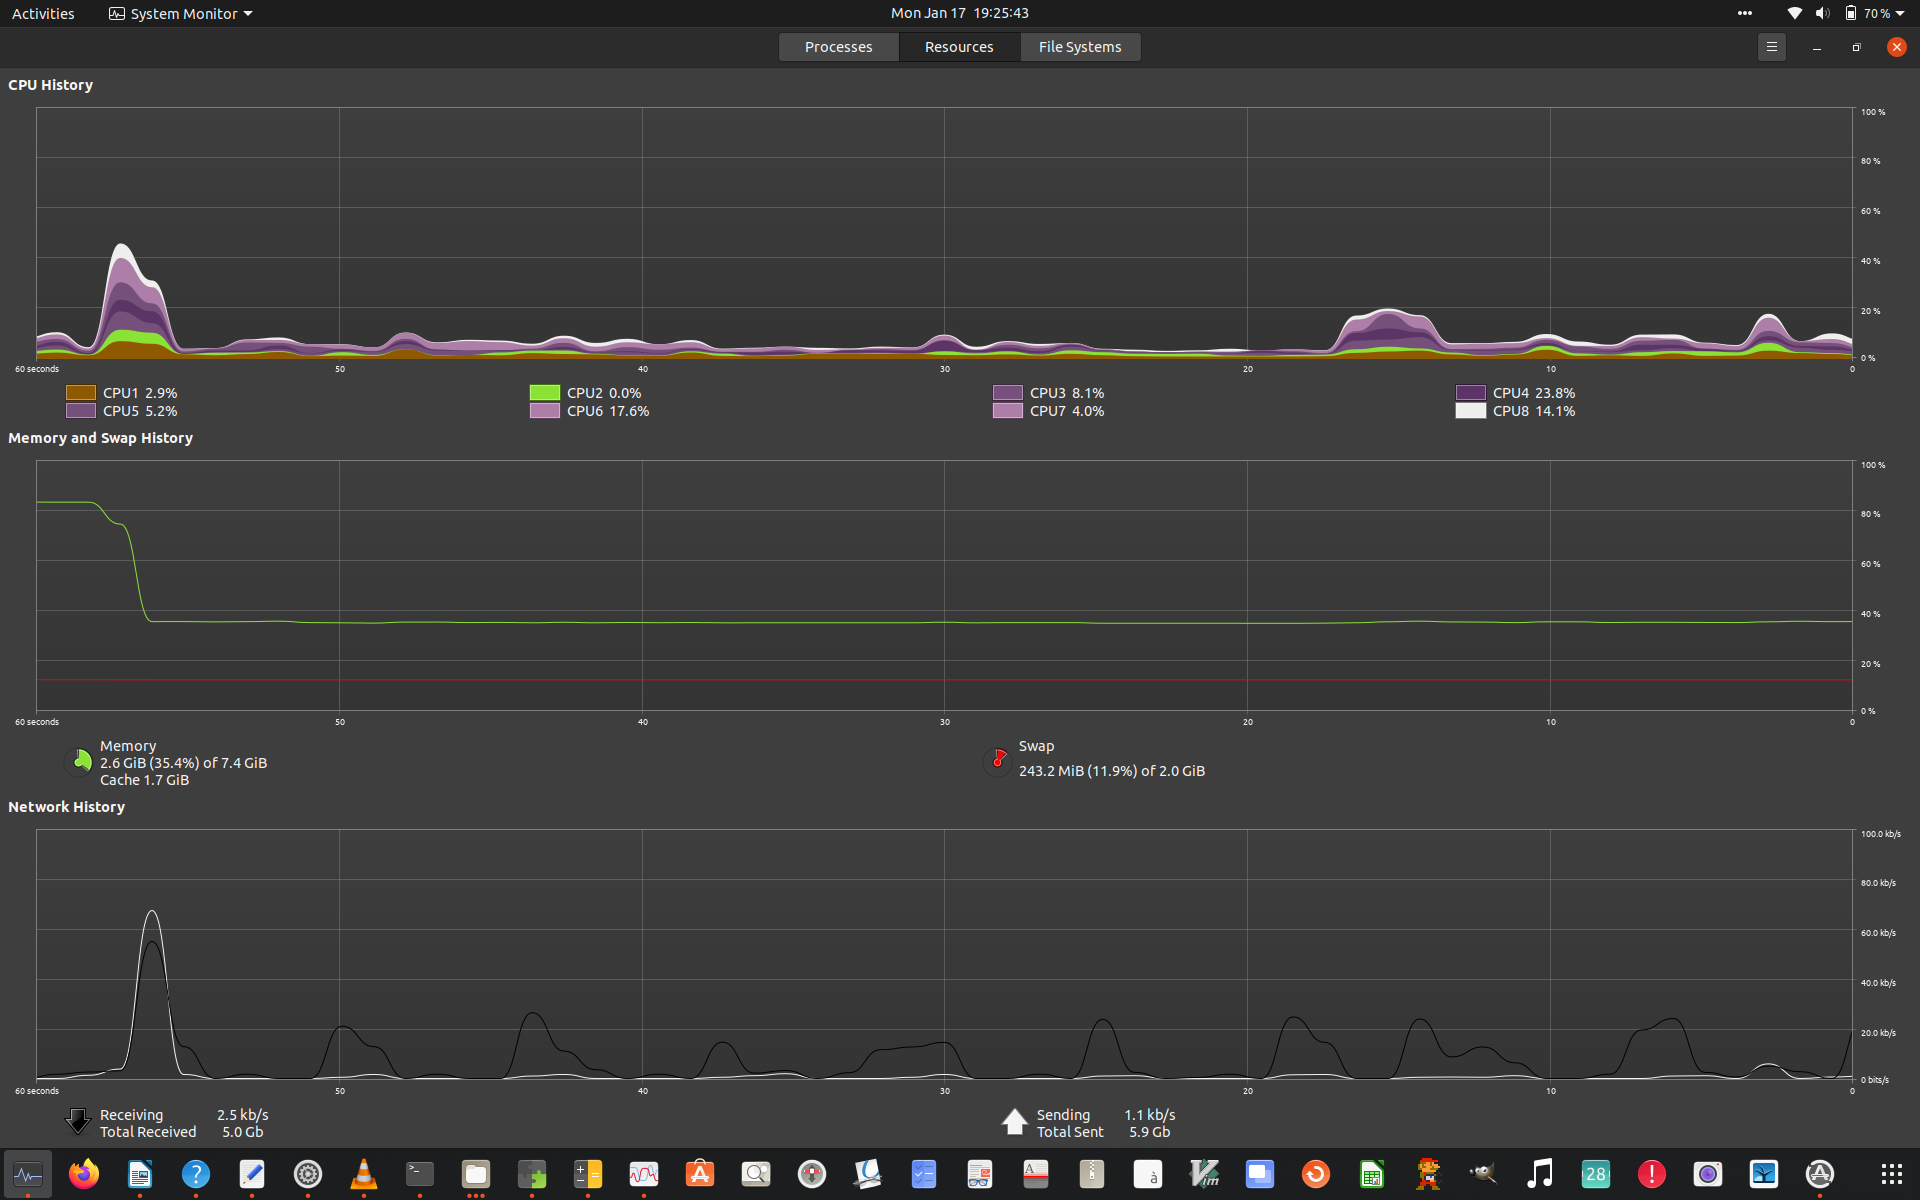 Activities System Monitor Mon Jan 17 19:25:43 70 %
Processes Resources File Systems
CPU History
100 %
80 %
60 %
40 %
20 %
0 %
60 seconds 50 40 30 20 10 0
CPU1 2.9% CPU2 0.0% CPU3 8.1% CPU4 23.8%
CPU5 5.2% CPU6 17.6% CPU7 4.0% CPU8 14.1%
Memory and Swap History
100 %
80 %
60 %
40 %
20 %
0 %
60 seconds 50 40 30 20 10 0
Memory Swap
2.6 GiB (35.4%) of 7.4 GiB 243.2 MiB (11.9%) of 2.0 GiB
Cache 1.7 GiB
Network History
100.0 kb/s
80.0 kb/s
60.0 kb/s
40.0 kb/s
20.0 kb/s
0 bits/s
60 seconds 50 40 30 20 10 0
Receiving 2.5 kb/s Sending 1.1 kb/s
Total Received 5.0 Gb Total Sent 5.9 Gb
? >_ A à Vim 28 !